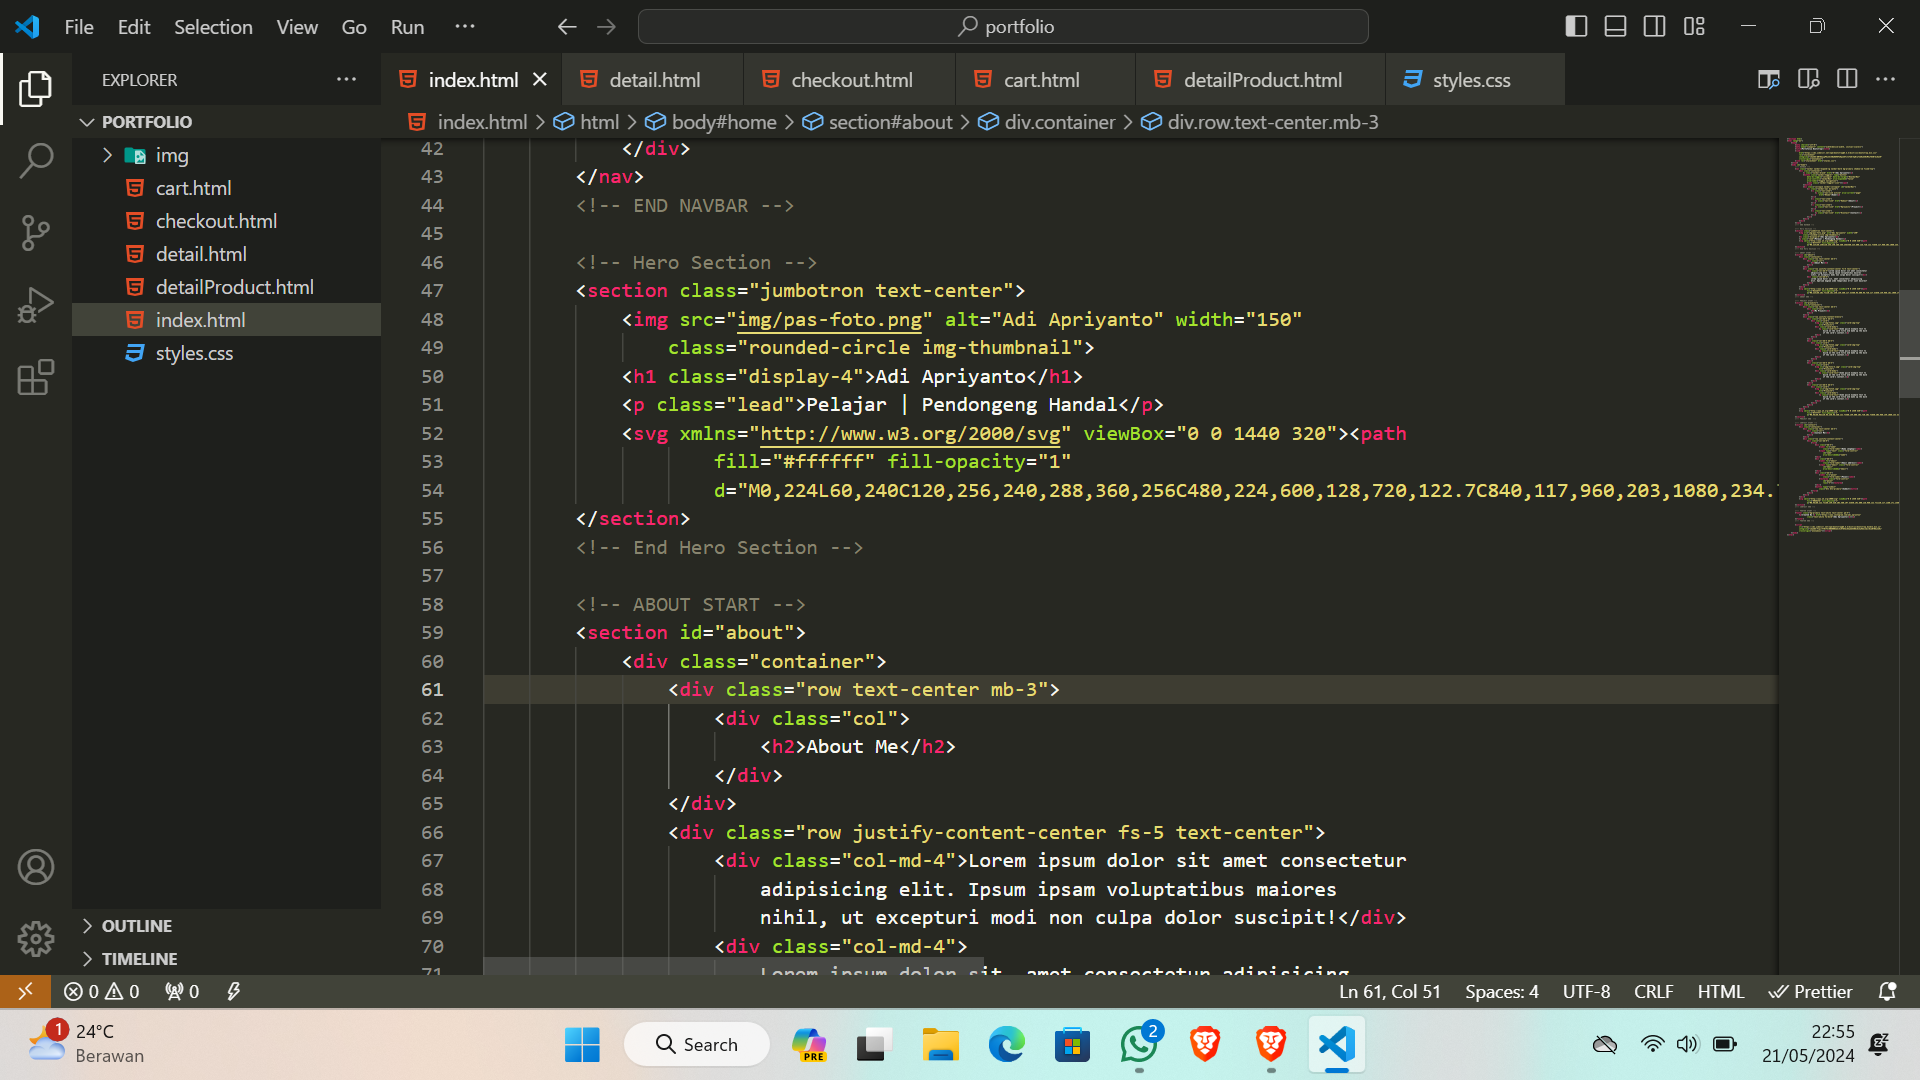 File Edit Selection View Go Run ···
portfolio
EXPLORER
index.html
detail.html
checkout.html
cart.html
detailProduct.html
styles.css
index.html > html > body#home > section#about > div.container > div.row.text-center.mb-3
PORTFOLIO
img
cart.html
checkout.html
detail.html
detailProduct.html
index.html
styles.css
OUTLINE
TIMELINE
42 </div>
43 </nav>
44 <!-- END NAVBAR -->
45
46 <!-- Hero Section -->
47 <section class="jumbotron text-center">
48 <img src="img/pas-foto.png" alt="Adi Apriyanto" width="150"
49 class="rounded-circle img-thumbnail">
50 <h1 class="display-4">Adi Apriyanto</h1>
51 <p class="lead">Pelajar | Pendongeng Handal</p>
52 <svg xmlns="http://www.w3.org/2000/svg" viewBox="0 0 1440 320"><path
53 fill="#ffffff" fill-opacity="1"
54 d="M0,224L60,240C120,256,240,288,360,256C480,224,600,128,720,122.7C840,117,960,203,1080,234.
55 </section>
56 <!-- End Hero Section -->
57
58 <!-- ABOUT START -->
59 <section id="about">
60 <div class="container">
61 <div class="row text-center mb-3">
62 <div class="col">
63 <h2>About Me</h2>
64 </div>
65 </div>
66 <div class="row justify-content-center fs-5 text-center">
67 <div class="col-md-4">Lorem ipsum dolor sit amet consectetur
68 adipisicing elit. Ipsum ipsam voluptatibus maiores
69 nihil, ut excepturi modi non culpa dolor suscipit!</div>
70 <div class="col-md-4">
71 Lorem ipsum dolor sit, amet consectetur adipisicing
0 0 0
Ln 61, Col 51 Spaces: 4 UTF-8 CRLF HTML Prettier
1
24°C
Berawan
Search
PRE
2
22:55
21/05/2024